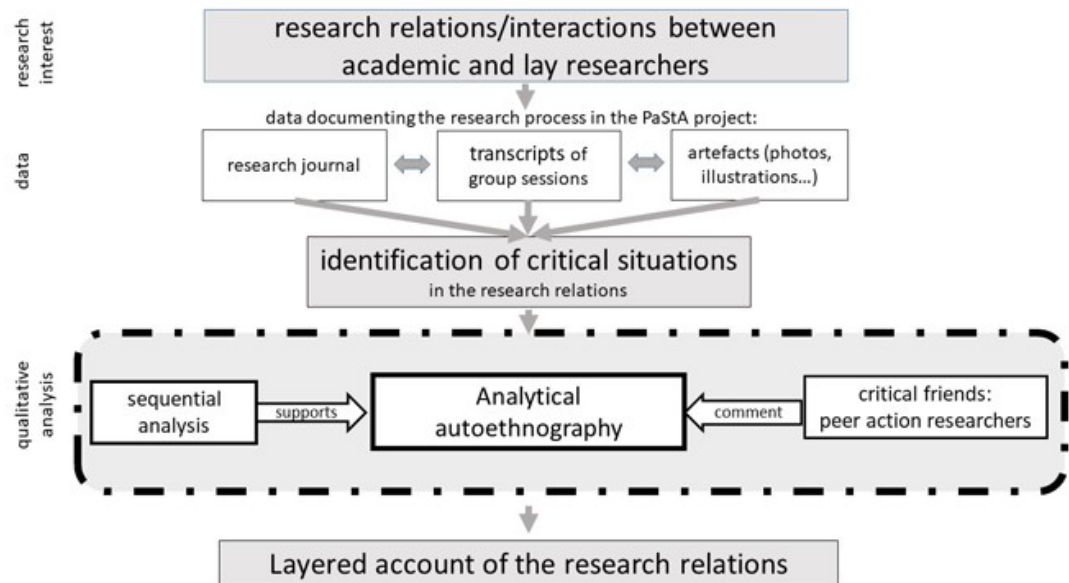 research
interest
research relations/interactions between
academic and lay researchers
data documenting the research process in the PaStA project:
data
research journal
transcripts of
group sessions
artefacts (photos,
illustrations...)
identification of critical situations
in the research relations
qualitative
analysis
sequential
analysis
supports
Analytical
autoethnography
comment
critical friends:
peer action researchers
Layered account of the research relations